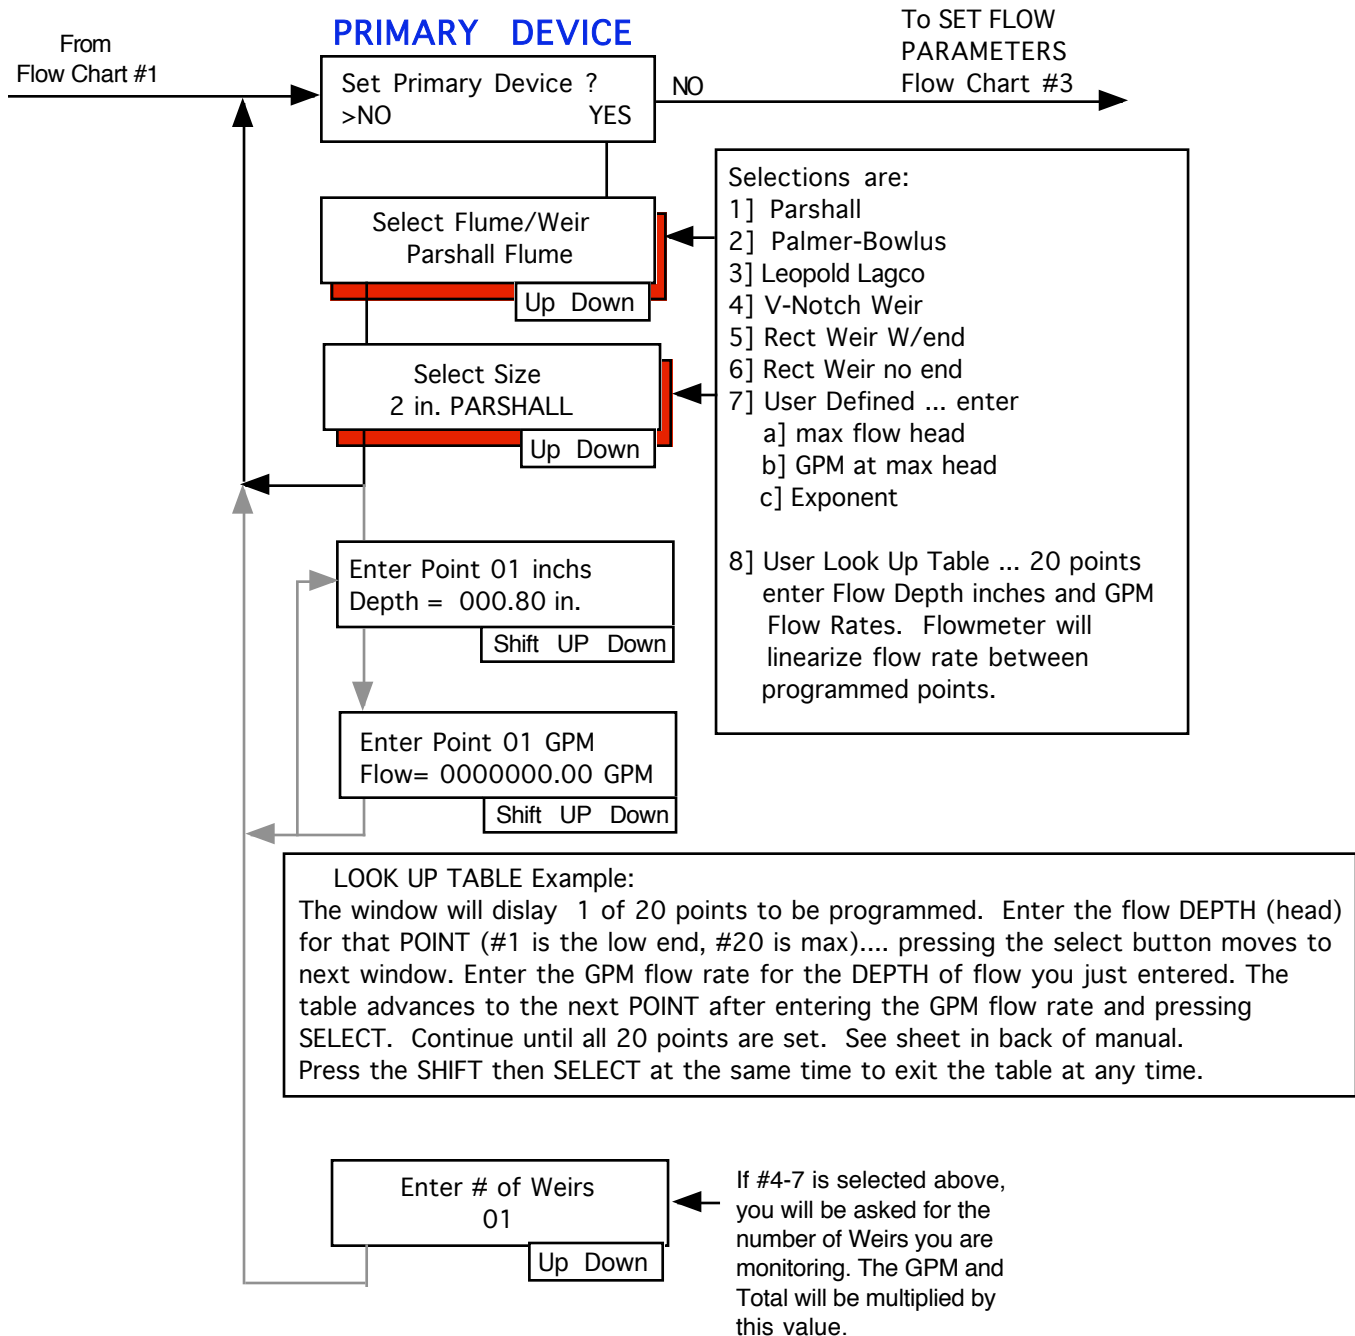 PRIMARY DEVICE
From
Flow Chart #1
Set Primary Device ?
>NO YES
NO
To SET FLOW
PARAMETERS
Flow Chart #3
Select Flume/Weir
Parshall Flume
Up Down
Select Size
2 in. PARSHALL
Up Down
Selections are:
1] Parshall
2] Palmer-Bowlus
3] Leopold Lagco
4] V-Notch Weir
5] Rect Weir W/end
6] Rect Weir no end
7] User Defined ... enter
a] max flow head
b] GPM at max head
c] Exponent
8] User Look Up Table ... 20 points
enter Flow Depth inches and GPM
Flow Rates. Flowmeter will
linearize flow rate between
programmed points.
Enter Point 01 inchs
Depth = 000.80 in.
Shift UP Down
Enter Point 01 GPM
Flow= 0000000.00 GPM
Shift UP Down
LOOK UP TABLE Example:
The window will dislay 1 of 20 points to be programmed. Enter the flow DEPTH (head)
for that POINT (#1 is the low end, #20 is max).... pressing the select button moves to
next window. Enter the GPM flow rate for the DEPTH of flow you just entered. The
table advances to the next POINT after entering the GPM flow rate and pressing
SELECT. Continue until all 20 points are set. See sheet in back of manual.
Press the SHIFT then SELECT at the same time to exit the table at any time.
Enter # of Weirs
01
Up Down
If #4-7 is selected above,
you will be asked for the
number of Weirs you are
monitoring. The GPM and
Total will be multiplied by
this value.